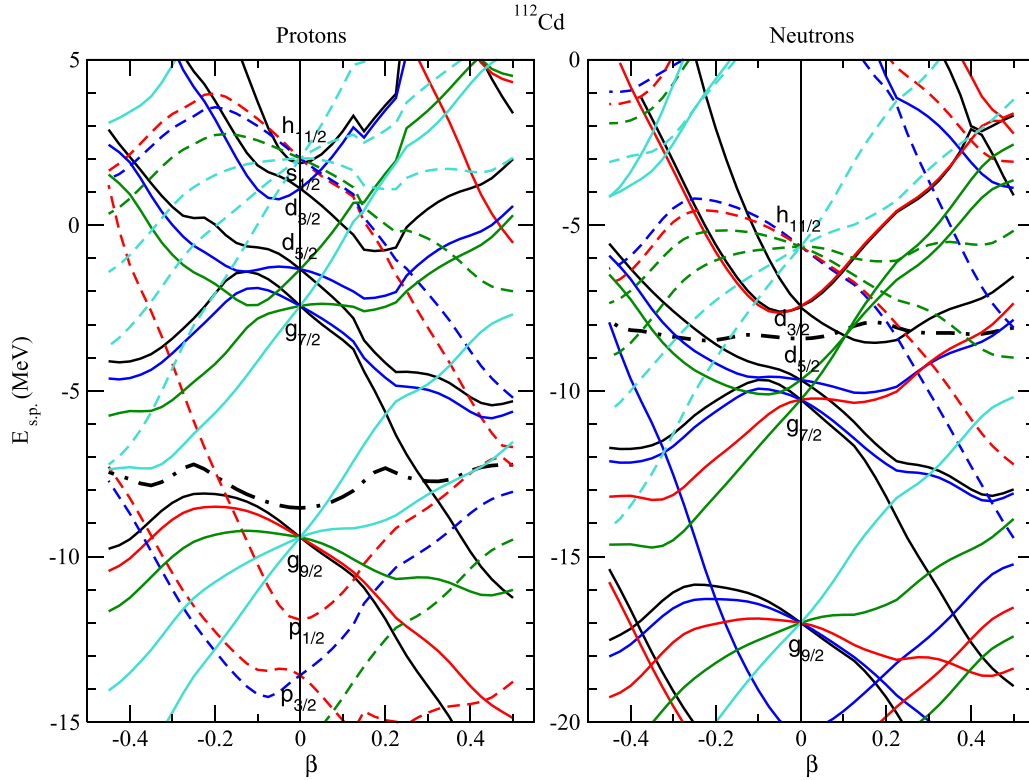 ¹¹²Cd
Protons
Neutrons
E s.p. (MeV)
5
0
-5
-10
-15
-0.4 -0.2 0 0.2 0.4
β
h11/2
s1/2
d3/2
d5/2
g7/2
g9/2
p1/2
p3/2
-0
-5
-10
-15
-20
-0.4 -0.2 0 0.2 0.4
β
h11/2
d3/2
d5/2
g7/2
g9/2